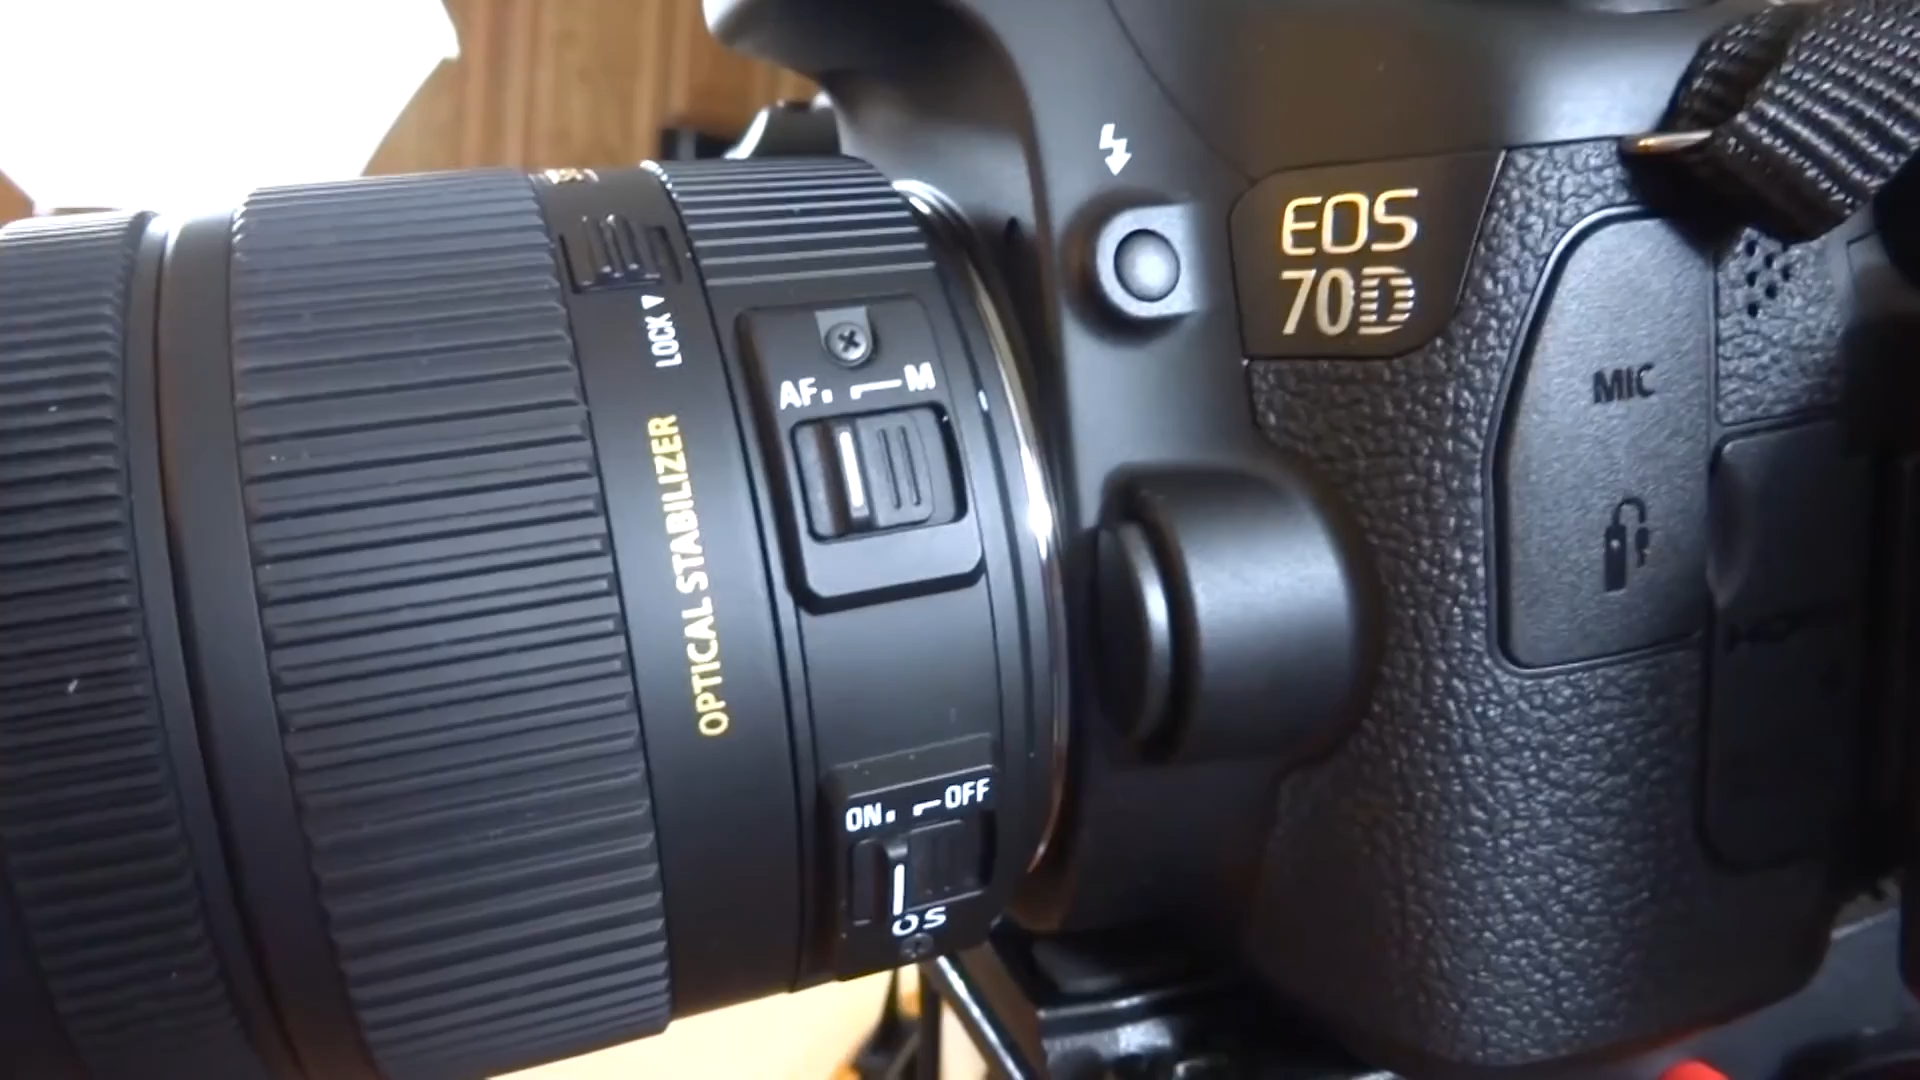 EOS
70D
MIC
LOCK
AF M
OPTICAL STABILIZER
ON OFF
OS